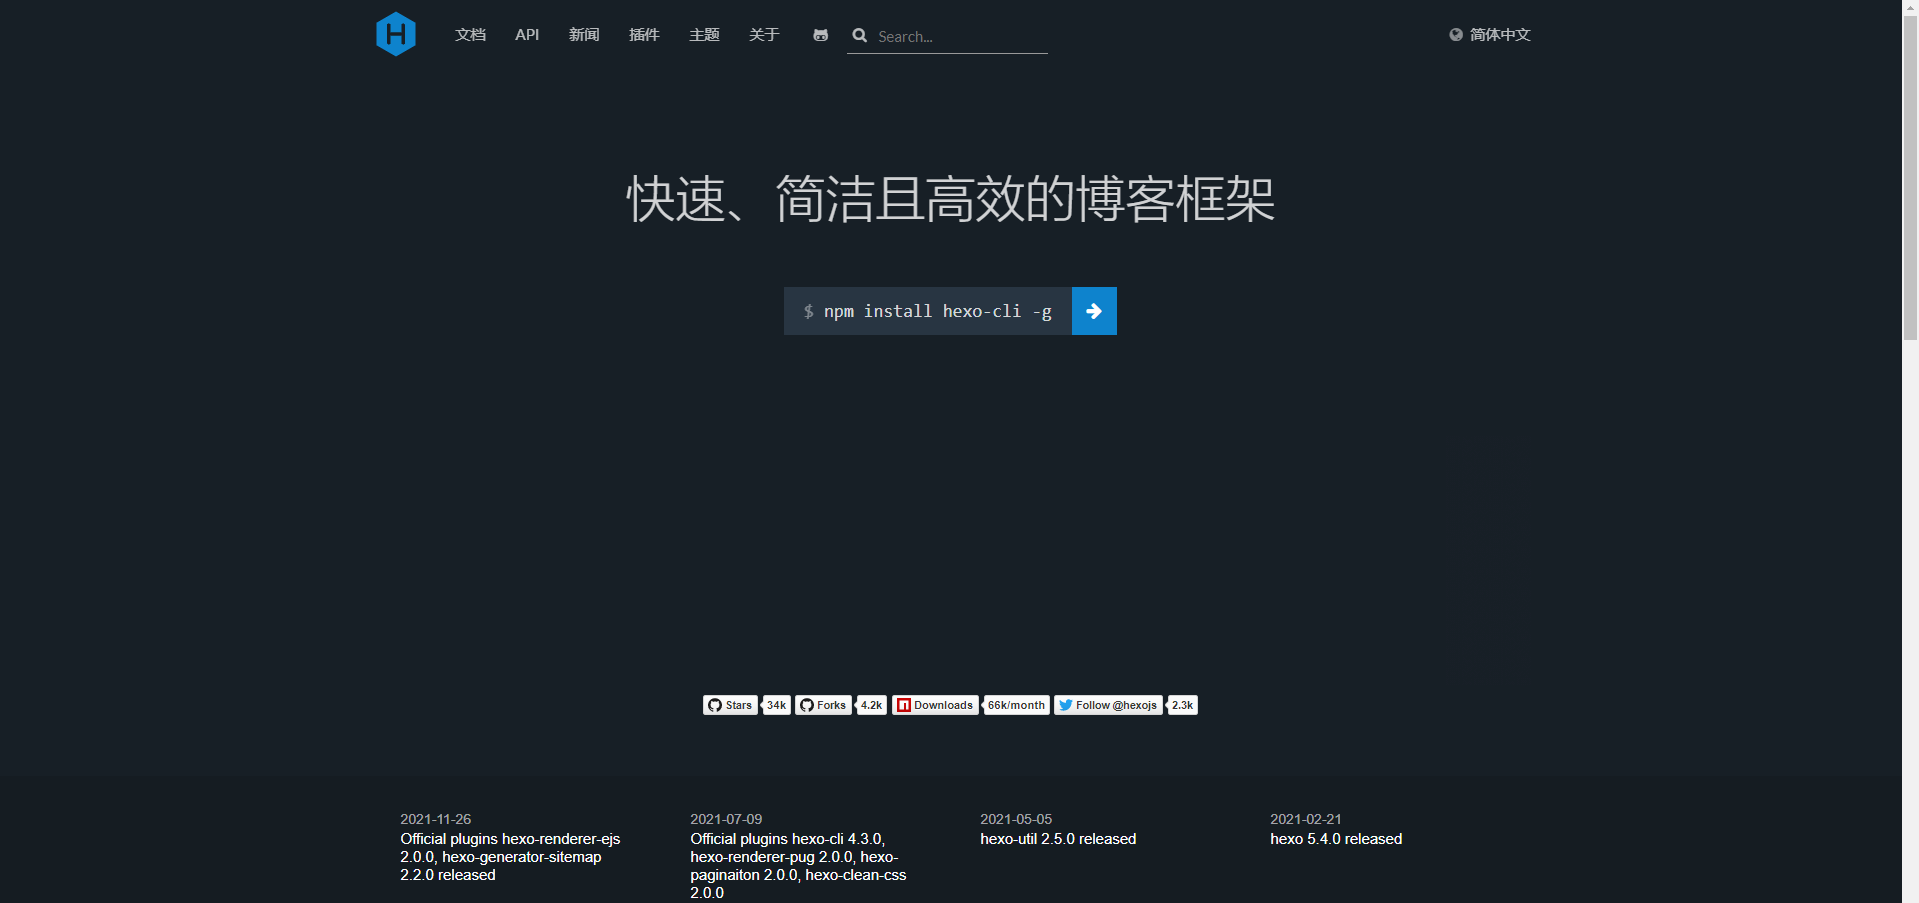 H 文档 API 新闻 插件 主题 关于 Search... 简体中文
快速、简洁且高效的博客框架
$ npm install hexo-cli -g
Stars 34k Forks 4.2k Downloads 66k/month Follow @hexojs 2.3k
2021-11-26
Official plugins hexo-renderer-ejs
2.0.0, hexo-generator-sitemap
2.2.0 released
2021-07-09
Official plugins hexo-cli 4.3.0,
hexo-renderer-pug 2.0.0, hexo-
paginaiton 2.0.0, hexo-clean-css
2.0.0
2021-05-05
hexo-util 2.5.0 released
2021-02-21
hexo 5.4.0 released